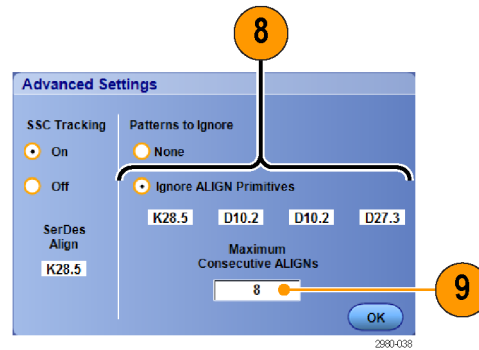 8
Advanced Settings
SSC Tracking
Patterns to Ignore
On
None
Off
Ignore ALIGN Primitives
K28.5 D10.2 D10.2 D27.3
SerDes
Align
K28.5
Maximum
Consecutive ALIGNs
8
9
OK
2980-038